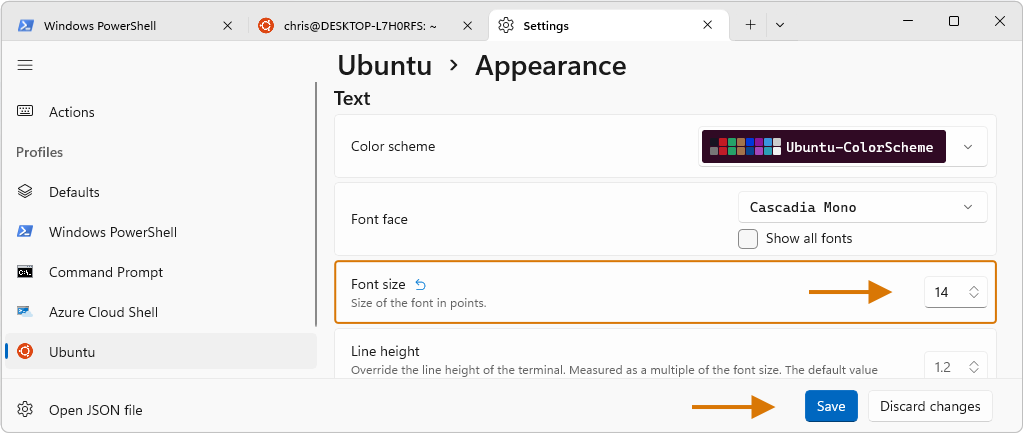 Windows PowerShell
chris@DESKTOP-L7H0RFS: ~
Settings
Ubuntu > Appearance
Text
Actions
Profiles
Defaults
Windows PowerShell
Command Prompt
Azure Cloud Shell
Ubuntu
Open JSON file
Color scheme
Ubuntu-ColorScheme
Font face
Cascadia Mono
Show all fonts
Font size
Size of the font in points.
14
Line height
Override the line height of the terminal. Measured as a multiple of the font size. The default value
1.2
Save
Discard changes